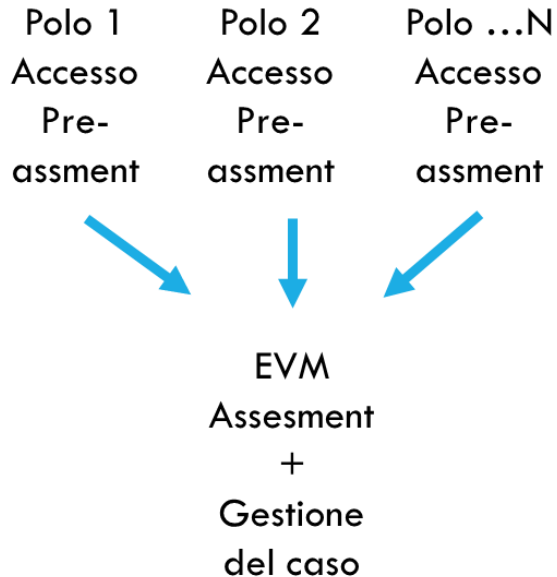 Polo 1
Accesso
Pre-
assment
Polo 2
Accesso
Pre-
assment
Polo ...N
Accesso
Pre-
assment
EVM
Assesment
+
Gestione
del caso